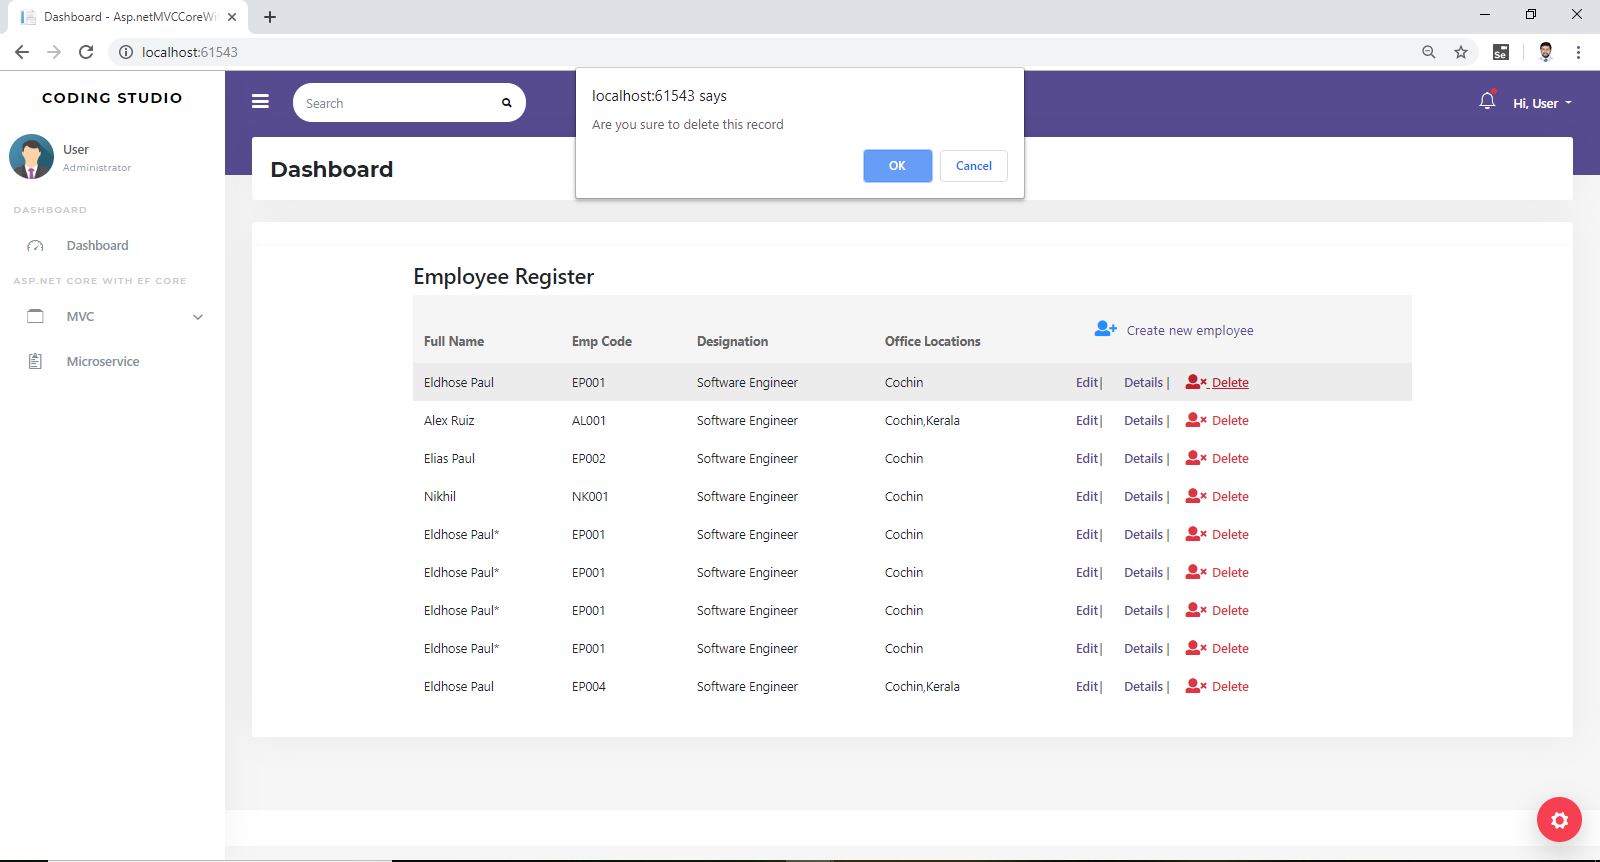 Dashboard - Asp.netMVCCoreWi
localhost:61543
Se
CODING STUDIO
Search
Hi, User
localhost:61543 says
Are you sure to delete this record
OK Cancel
User
Administrator
Dashboard
DASHBOARD
Dashboard
ASP.NET CORE WITH EF CORE
MVC
Microservice
Employee Register
Create new employee
Full Name Emp Code Designation Office Locations
Eldhose Paul EP001 Software Engineer Cochin Edit| Details | Delete
Alex Ruiz AL001 Software Engineer Cochin,Kerala Edit| Details | Delete
Elias Paul EP002 Software Engineer Cochin Edit| Details | Delete
Nikhil NK001 Software Engineer Cochin Edit| Details | Delete
Eldhose Paul* EP001 Software Engineer Cochin Edit| Details | Delete
Eldhose Paul* EP001 Software Engineer Cochin Edit| Details | Delete
Eldhose Paul* EP001 Software Engineer Cochin Edit| Details | Delete
Eldhose Paul* EP001 Software Engineer Cochin Edit| Details | Delete
Eldhose Paul EP004 Software Engineer Cochin,Kerala Edit| Details | Delete